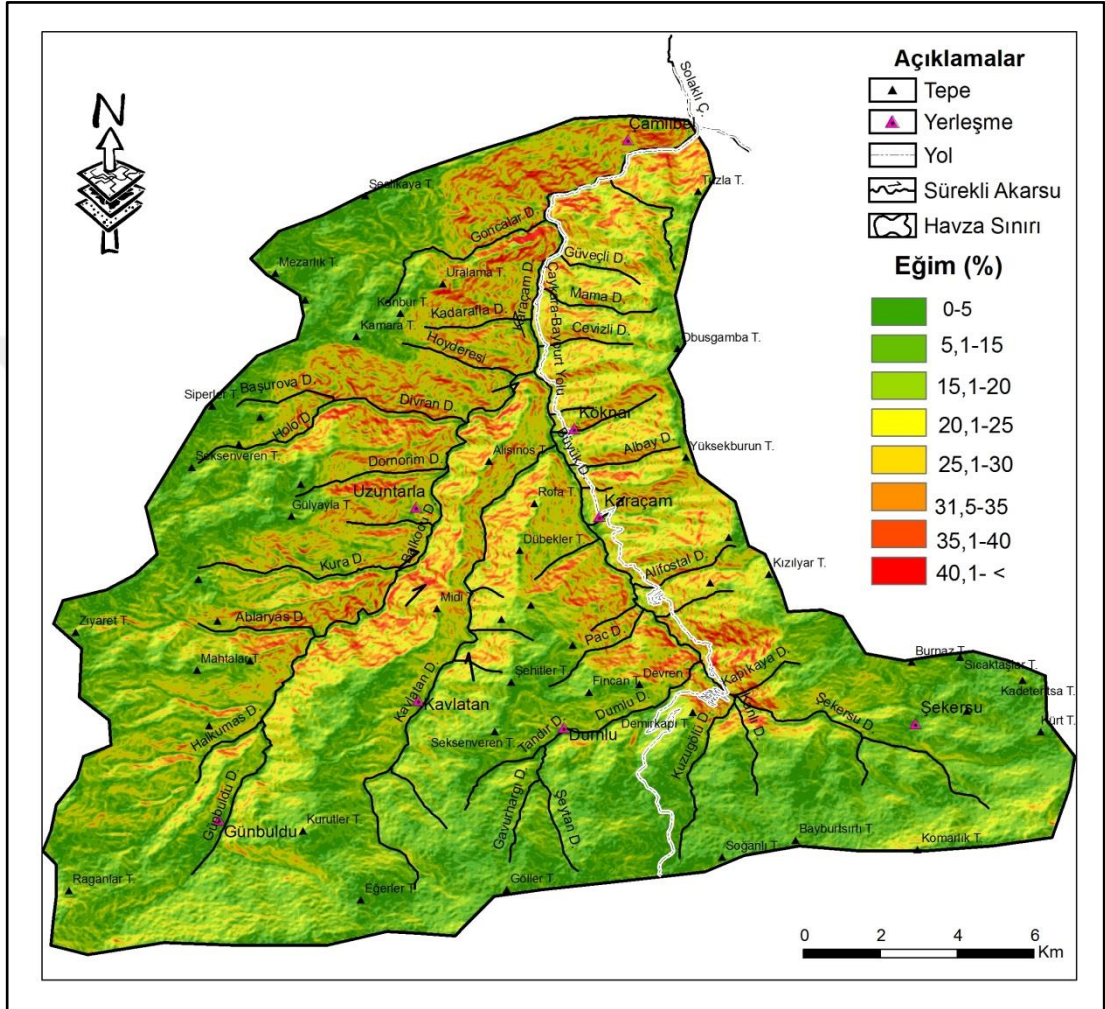 N
Açıklamalar
Tepe
Yerleşme
Yol
Sürekli Akarsu
Havza Sınırı
Eğim (%)
0-5
5,1-15
15,1-20
20,1-25
25,1-30
31,5-35
35,1-40
40,1- <
Solaklı Ç.
Çamlıbel
Tuzla T.
Sesлikaya T.
Goncalar D.
Güveçli D.
Mezarlık T.
Uralama T.
Mama D.
Kanbur T.
Kadarafla D.
Karaçam D.
Çaykara-Bayburt Yolu
Cevizli D.
Kamara T.
Hoyderesi
Obusgamba T.
Başurova D.
Siperler T.
Divran D.
Holo D.
Köknar
Büyük D.
Albay D.
Yüksekburun T.
Seksenveren T.
Dornorim D.
Alisinos T.
Uzuntarla
Rofa T.
Karaçam
Gülyayla T.
Balkodu D.
Dübekler T.
Kura D.
Alifostal D.
Kızılyar T.
Ablaryas D.
Midi T.
Ziyaret T.
Pac D.
Mahtalar T.
Şehitler T.
Fincan T.
Devren T.
Kapıkaya D.
Burnaz T.
Sıcaktaşlar T.
Kavlatan D.
Kavlatan
Dumlu D.
Şekersu D.
Şekersu
Kürt T.
Halkumas D.
Seksenveren T.
Tandır D.
Dumlu
Demirkapı T.
Kuzugölü D.
Günbuldu D.
Günbuldu
Kurutler T.
Gavurhargı D.
Şeytan D.
Bayburtsırtı T.
Soğanlı T.
Komarlık T.
Raganlar T.
Eğerler T.
Göller T.
0 2 4 6
Km